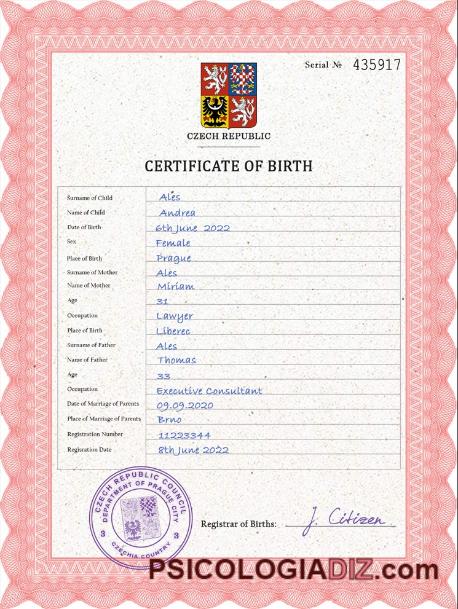 Serial № 435917
CZECH REPUBLIC
CERTIFICATE OF BIRTH
Surname of Child Ales
Name of Child Andrea
Date of Birth 6th June 2022
Sex Female
Place of Birth Prague
Surname of Mother Ales
Name of Mother Miriam
Age 31
Occupation Lawyer
Place of Birth Liberec
Surname of Father Ales
Name of Father Thomas
Age 33
Occupation Executive Consultant
Date of Marriage of Parents 09.09.2020
Place of Marriage of Parents Brno
Registration Number 11223344
Registration Date 8th June 2022
CZECH REPUBLIC COUNCIL
DEPARTMENT OF PRAGUE CITY
3 3
CZECHIA COUNTRY
Registrar of Births: J. Citizen
PSICOLOGIADIZ.com